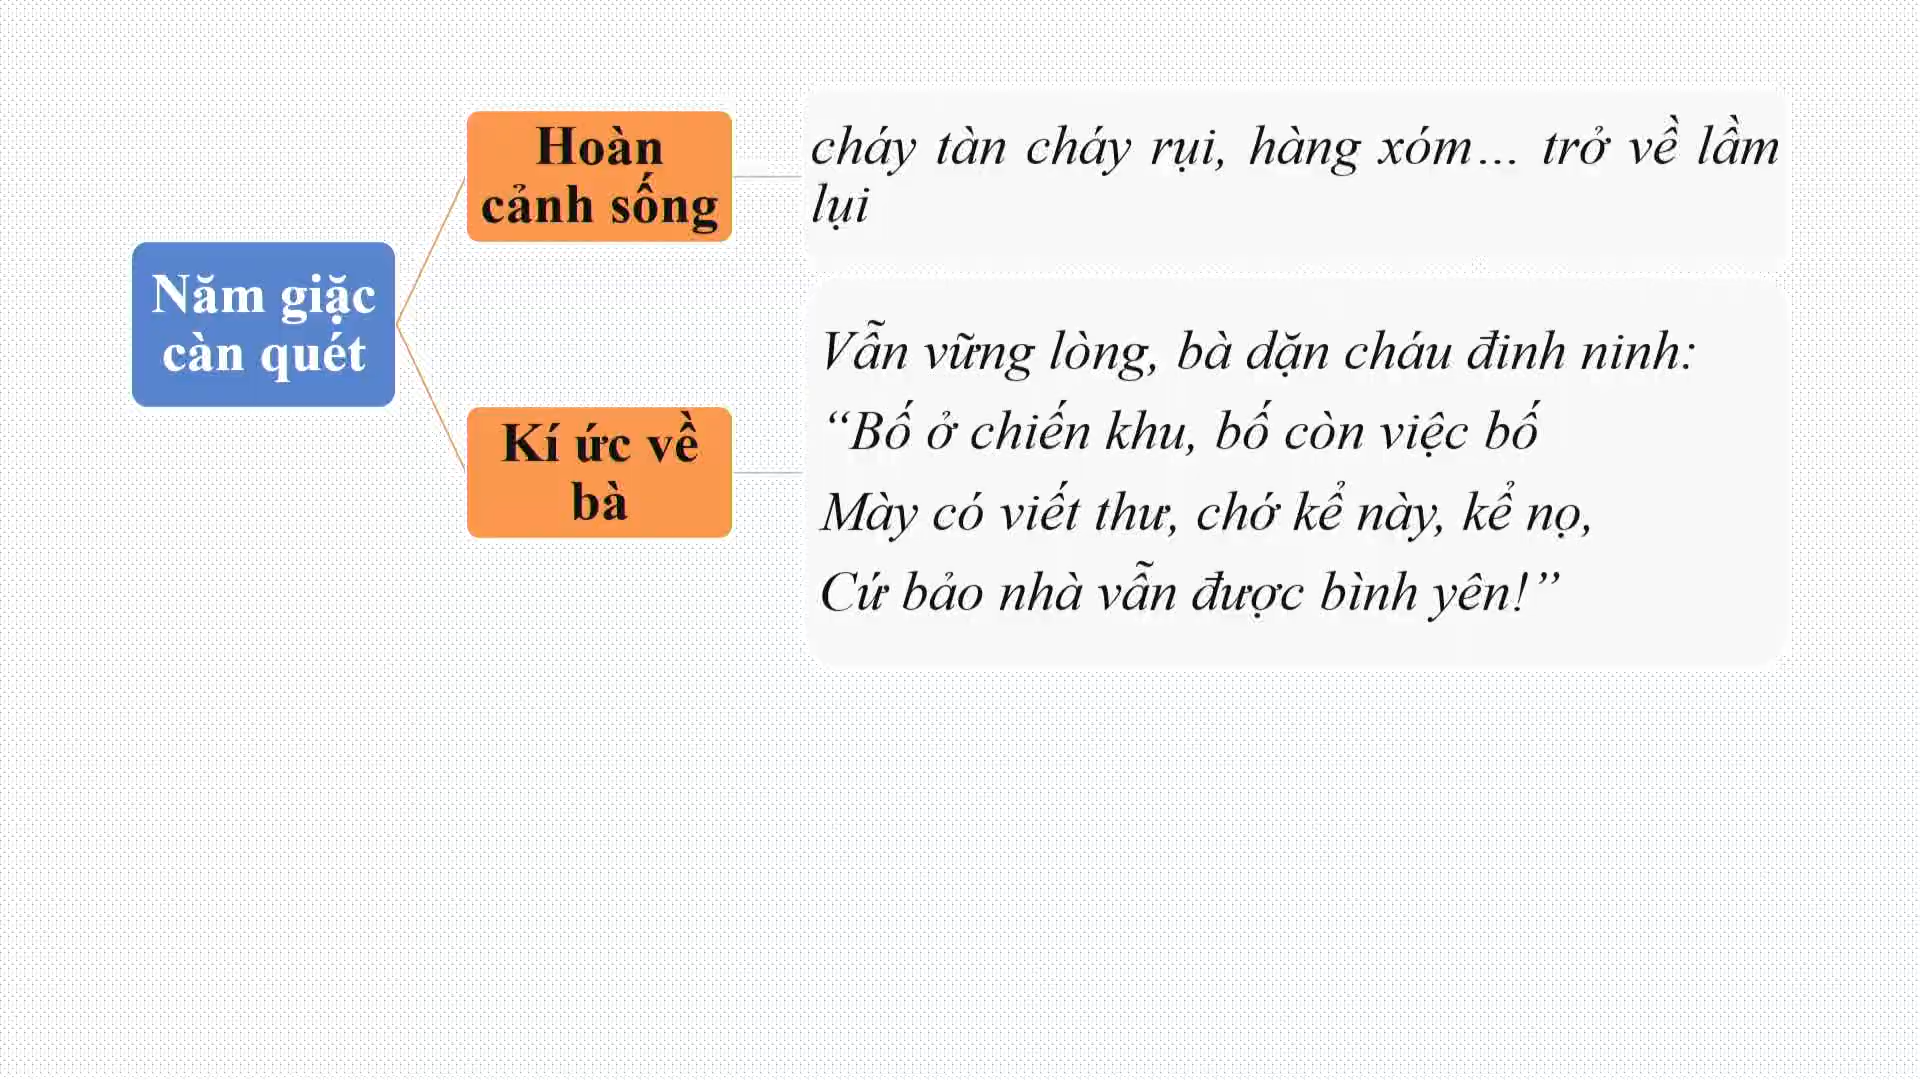 Năm giặc
càn quét
Hoàn
cảnh sống
cháy tàn cháy rụi, hàng xóm... trở về lầm
lụi
Kí ức về
bà
Vẫn vững lòng, bà dặn cháu đinh ninh:
“Bố ở chiến khu, bố còn việc bố
Mày có viết thư, chớ kể này, kể nọ,
Cứ bảo nhà vẫn được bình yên!”